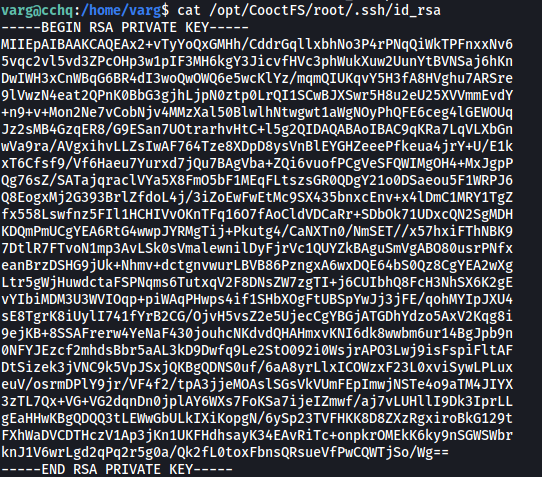 varg@cchq:/home/varg$ cat /opt/CooctFS/root/.ssh/id_rsa
-----BEGIN RSA PRIVATE KEY-----
MIIEpAIBAAKCAQEAx2+vTyYoQxGMHh/CddrGqllxbhNo3P4rPNqQiWkTPFnxxNv6
5vqc2vl5vd3ZPcOHp3w1pIF3MH6kgY3JicvfHVc3phWukXuw2UunYtBVNSaj6hKn
DwIWH3xCnWBqG6BR4dI3woQwOWQ6e5wcKlYz/mqmQIUKqvY5H3fA8HVghu7ARSre
9lVwzN4eat2QPnK0BbG3gjhLjpN0ztp0LrQI1SCwBJXSwr5H8u2eU25XVVmmEvdY
+n9+v+Mon2Ne7vCobNjv4MMzXal50BlwlhNtwgwt1aWgNOyPhQFE6ceg4lGEWOUq
Jz2sMB4GzqER8/G9ESan7UOtrarhvHtC+l5g2QIDAQABAoIBAC9qKRa7LqVLXbGn
wVa9ra/AVgxihvLLZsIwAF764Tze8XDpD8ysVnBlEYGHZeeePfkeua4jrY+U/E1k
xT6Cfsf9/Vf6Haeu7Yurxd7jQu7BAgVba+ZQi6vuofPCgVeSFQWIMgOH4+MxJgpP
Qg76sZ/SATajqraclVYa5X8FmO5bF1MEqFLtszsGR0QDgY21o0DSaeou5F1WRPJ6
Q8EogxMj2G393BrlZfdoL4j/3iZoEwFwEtMc9SX435bnxcEnv+x4lDmC1MRY1TgZ
fx558Lswfnz5FIl1HCHIVvOKnTFq16O7fAoCldVDCaRr+SDbOk71UDxcQN2SgMDH
KDQmPmUCgYEA6RtG4wwpJYRMgTij+Pkutg4/CaNXTn0/NmSET//x57hxiFThNBK9
7DtlR7FTvoN1mp3AvLSk0sVmalewnilDyFjrVc1QUYZkBAguSmVgABO80usrPNfx
eanBrzDSHG9jUk+Nhmv+dctgnvwurLBVB86PzngxA6wxDQE64bS0Qz8CgYEA2wXg
Ltr5gWjHuwdctaFSPNqms6TutxqV2F8DNsZW7zgTI+j6CUIbhQ8FcH3NhSX6K2gE
vYIbiMDM3U3WVIOqp+piWAqPHwps4if1SHbXOgFtUBSpYwJj3jFE/qohMYIpJXU4
sE8TgrK8iUylI741fYrB2CG/OjvH5vsZ2e5UjecCgYBGjATGDhYdzo5AxV2Kqg8i
9ejKB+8SSAFrerw4YeNaF430jouhcNKdvdQHAHmxvKNI6dk8wwbm6ur14BgJpb9n
0NFYJEzcf2mhdsBbr5aAL3kD9Dwfq9Le2StO092i0WsjrAPO3Lwj9isFspiFltAF
DtSizek3jVNC9k5VpJSxjQKBgQDNS0uf/6aA8yrLlxICOWzxF23L0xviSywLPLux
euV/osrmDPlY9jr/VF4f2/tpA3jjeMOAslSGsVkVUmFEpImwjNSTe4o9aTM4JIYX
3zTL7Qx+VG+VG2dqnDn0jplAY6WXs7FoKSa7ijeIZmwf/aj7vLUHllI9Dk3IprLL
gEaHHwKBgQDQQ3tLEWwGbULkIXiKopgN/6ySp23TVFHKK8D8ZXzRgxiroBkG129t
FXhWaDVCDTHczV1Ap3jKn1UKFHdhsayK34EAvRiTc+onpkrOMEkK6ky9nSGWSWbr
knJ1V6wrLgd2qPq2r5g0a/Qk2fL0toxFbnsQRsueVfPwCQWTjSo/Wg==
-----END RSA PRIVATE KEY-----